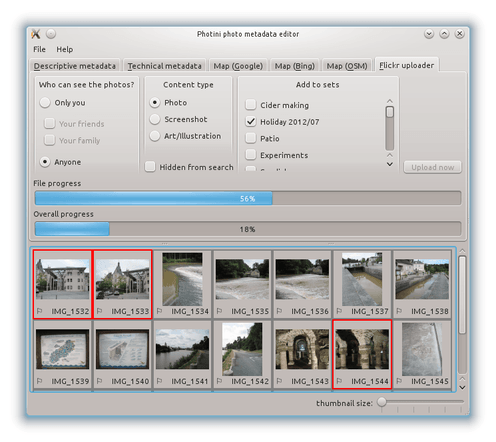 Photini photo metadata editor
File Help
Descriptive metadata Technical metadata Map (Google) Map (Bing) Map (OSM) Flickr uploader
Who can see the photos? Content type Add to sets
Only you Photo Cider making
Your friends Screenshot Holiday 2012/07
Your family Art/Illustration Patio
Anyone Hidden from search Experiments
Upload now
File progress
56%
Overall progress
18%
IMG_1532 IMG_1533 IMG_1534 IMG_1535 IMG_1536 IMG_1537 IMG_1538
IMG_1539 IMG_1540 IMG_1541 IMG_1542 IMG_1543 IMG_1544 IMG_1545
thumbnail size: